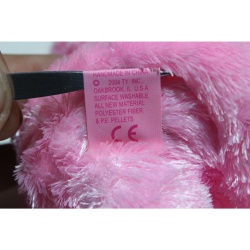 HANDMADE IN CHINA
© 2004 TY INC.,
OAKBROOK, IL U.S.A.
SURFACE WASHABLE
ALL NEW MATERIAL
POLYESTER FIBER
& P.E. PELLETS
CE